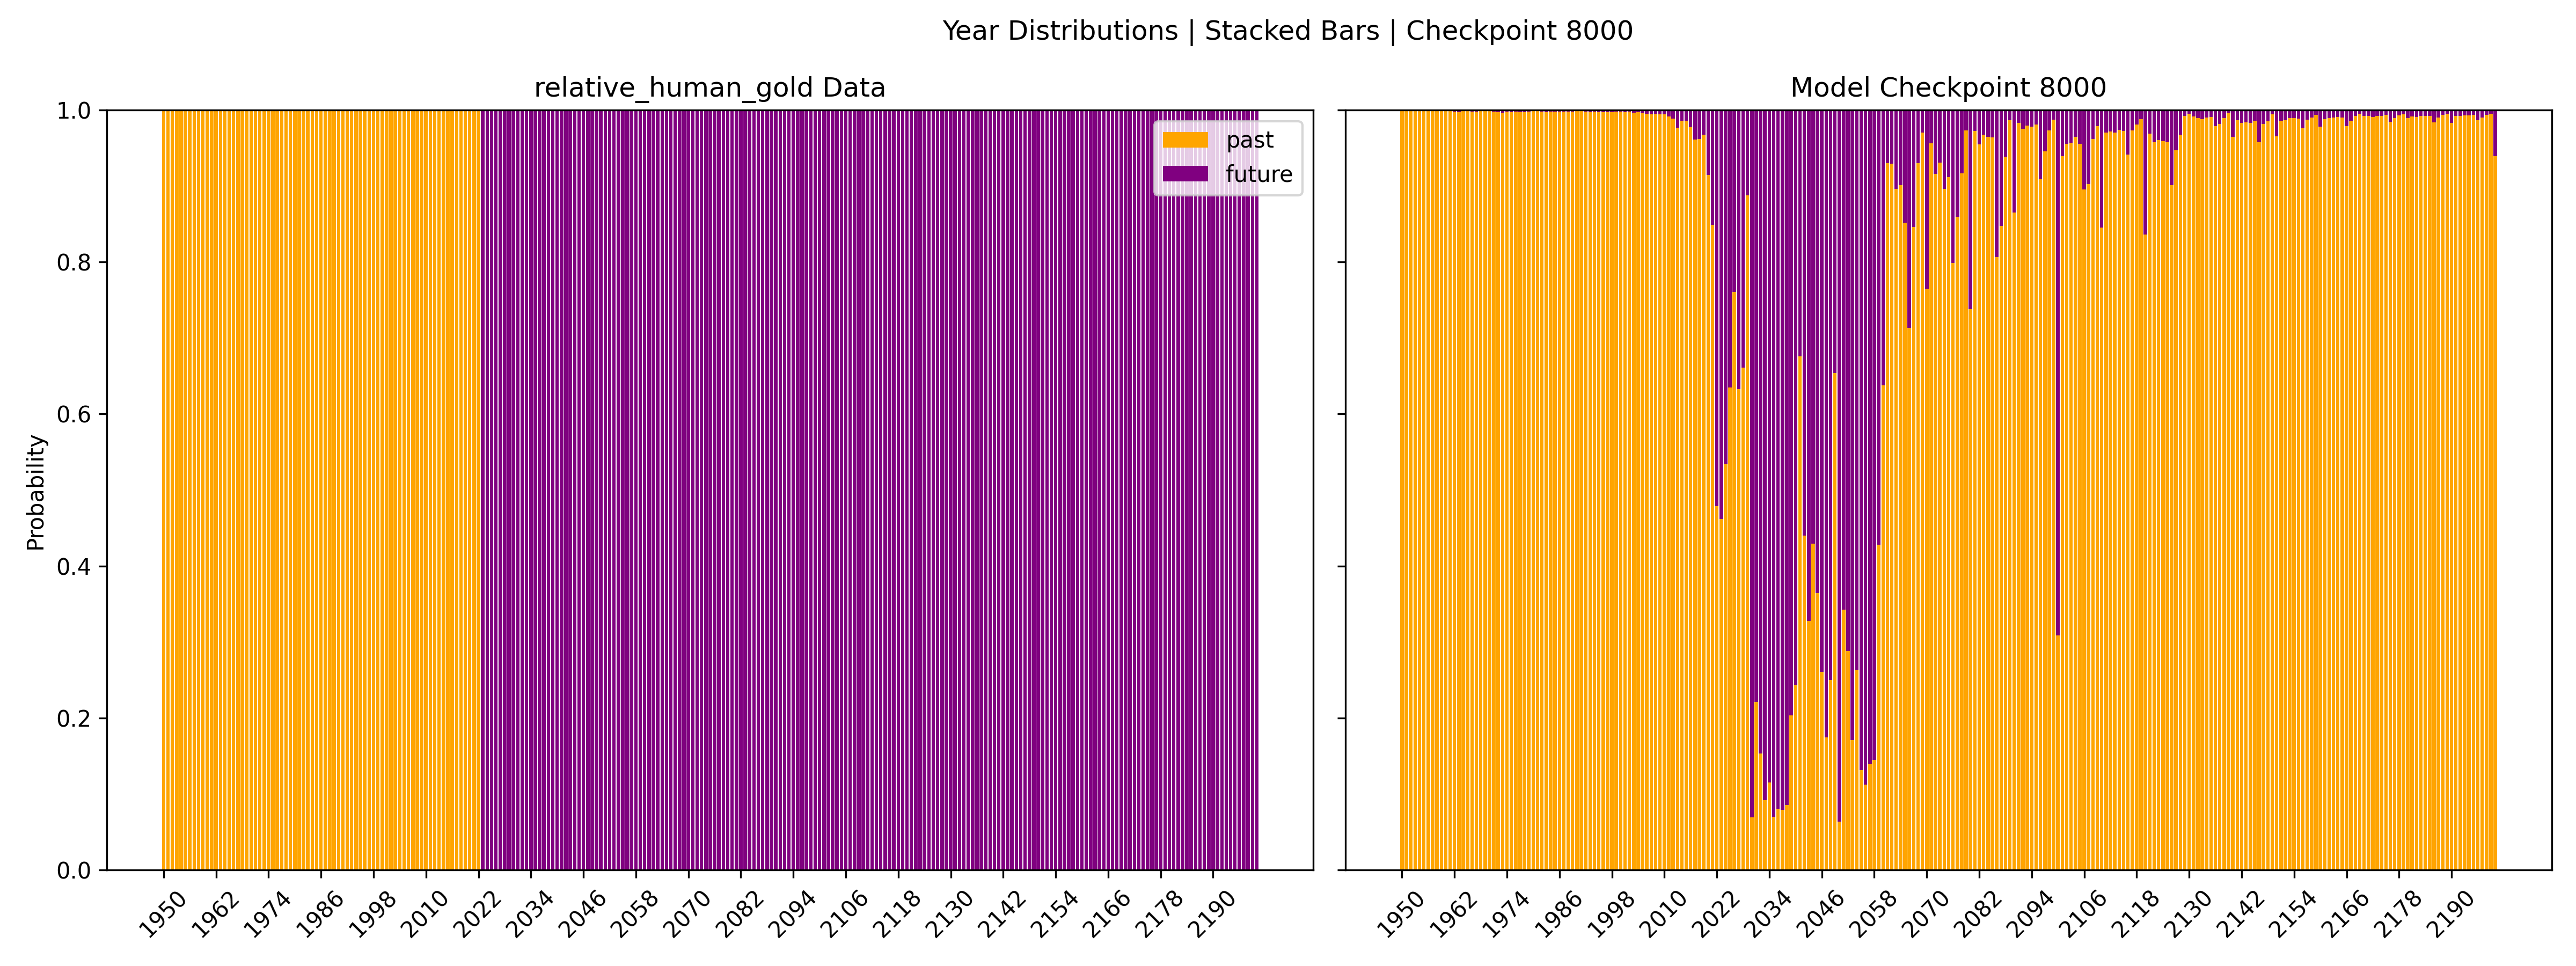 Year Distributions | Stacked Bars | Checkpoint 8000
relative_human_gold Data
Model Checkpoint 8000
past
future
Probability
1.0
0.8
0.6
0.4
0.2
0.0
1950 1962 1974 1986 1998 2010 2022 2034 2046 2058 2070 2082 2094 2106 2118 2130 2142 2154 2166 2178 2190
1950 1962 1974 1986 1998 2010 2022 2034 2046 2058 2070 2082 2094 2106 2118 2130 2142 2154 2166 2178 2190